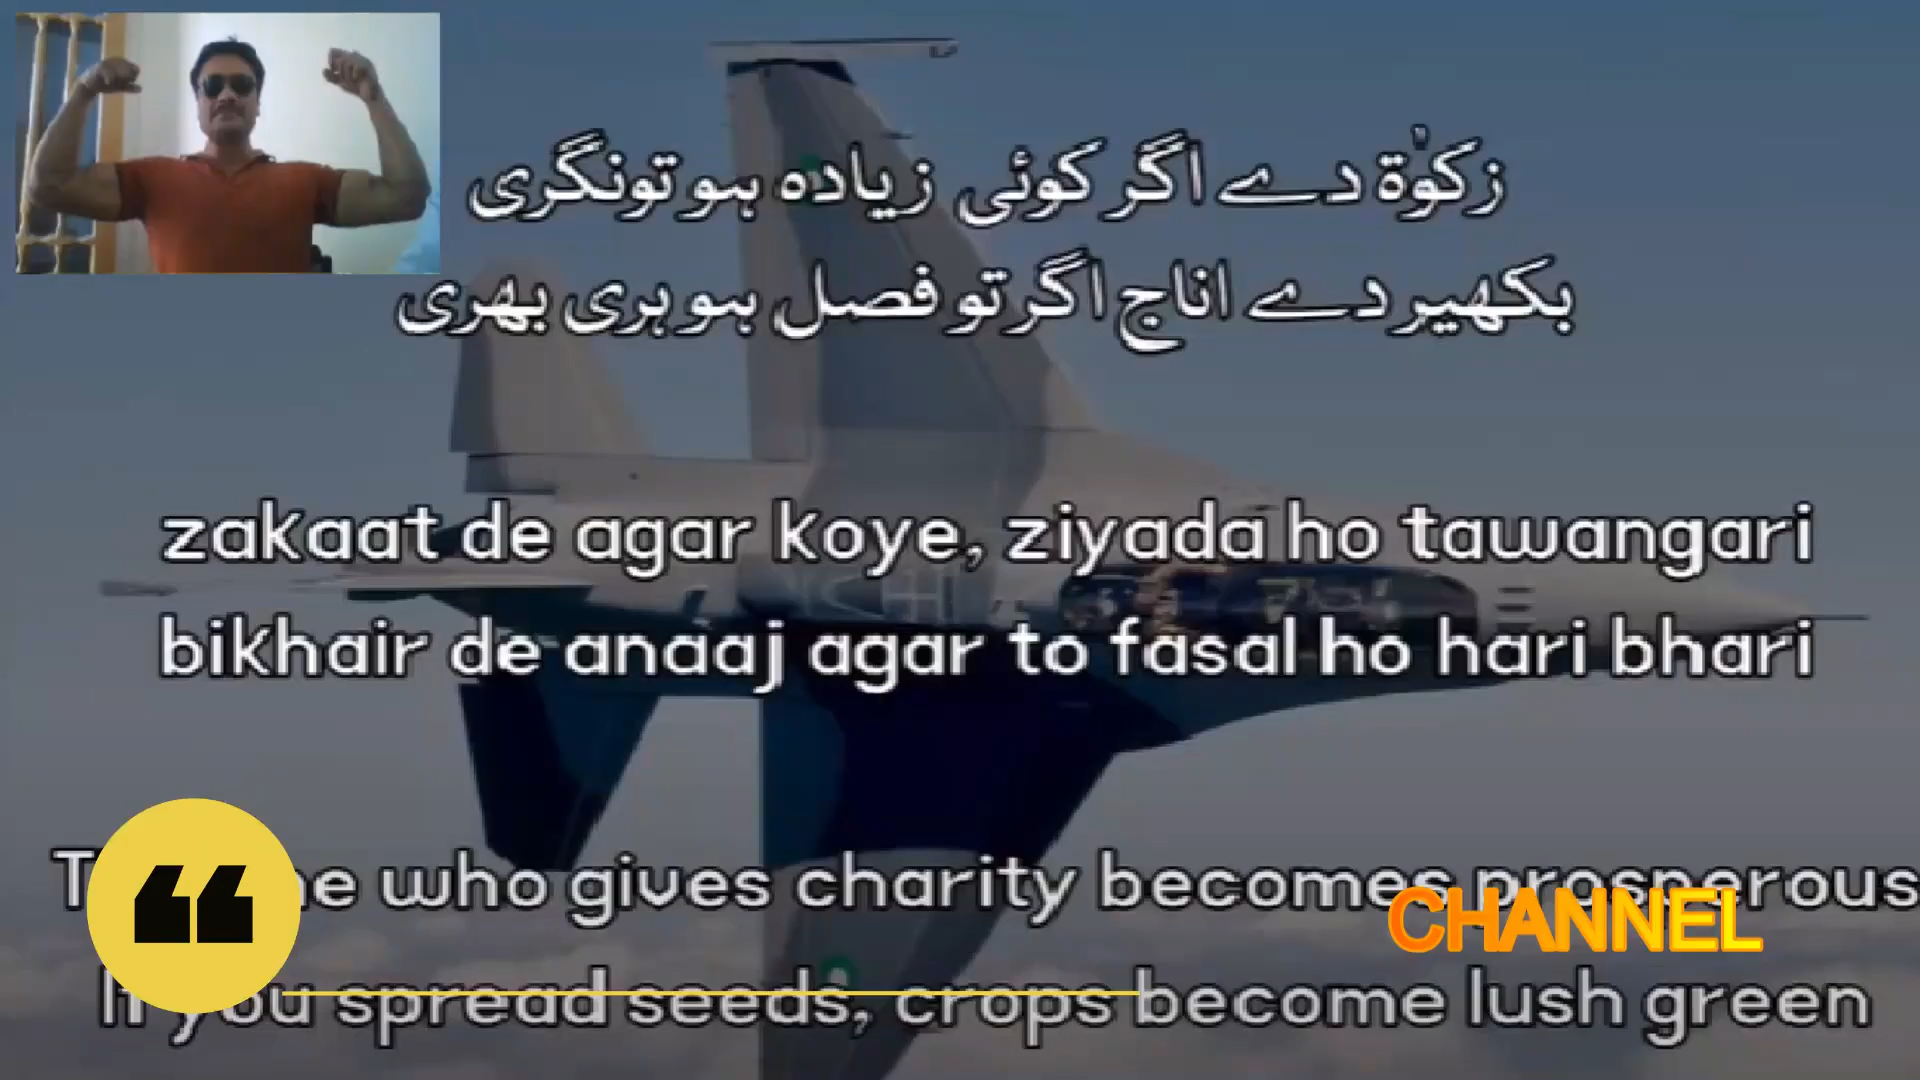 زکوٰة دے اگر کوئی زیادہ ہو تونگری
بکھیر دے اناج اگر تو فصل ہو ہری بھری
zakaat de agar koye, ziyada ho tawangari
bikhair de anaaj agar to fasal ho hari bhari
who gives charity becomes prosperous
CHANNEL
If you spread seeds, crops become lush green